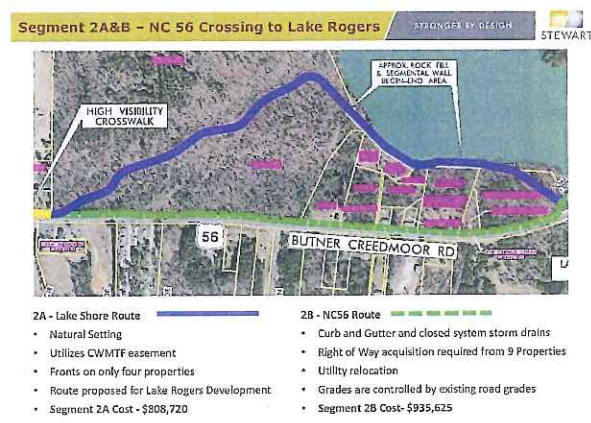 Segment 2A&B – NC 56 Crossing to Lake Rogers
STRONGER BY DESIGN
STEWART
APPROX. ROCK FILL
& SEGMENTAL WALL
BEGIN-END AREA
HIGH VISIBILITY
CROSSWALK
56
BUTNER CREEDMOOR RD
LA
2A - Lake Shore Route
• Natural Setting
• Utilizes CWMTF easement
• Fronts on only four properties
• Route proposed for Lake Rogers Development
• Segment 2A Cost - $808,720
2B - NC56 Route
• Curb and Gutter and closed system storm drains
• Right of Way acquisition required from 9 Properties
• Utility relocation
• Grades are controlled by existing road grades
• Segment 2B Cost- $935,625